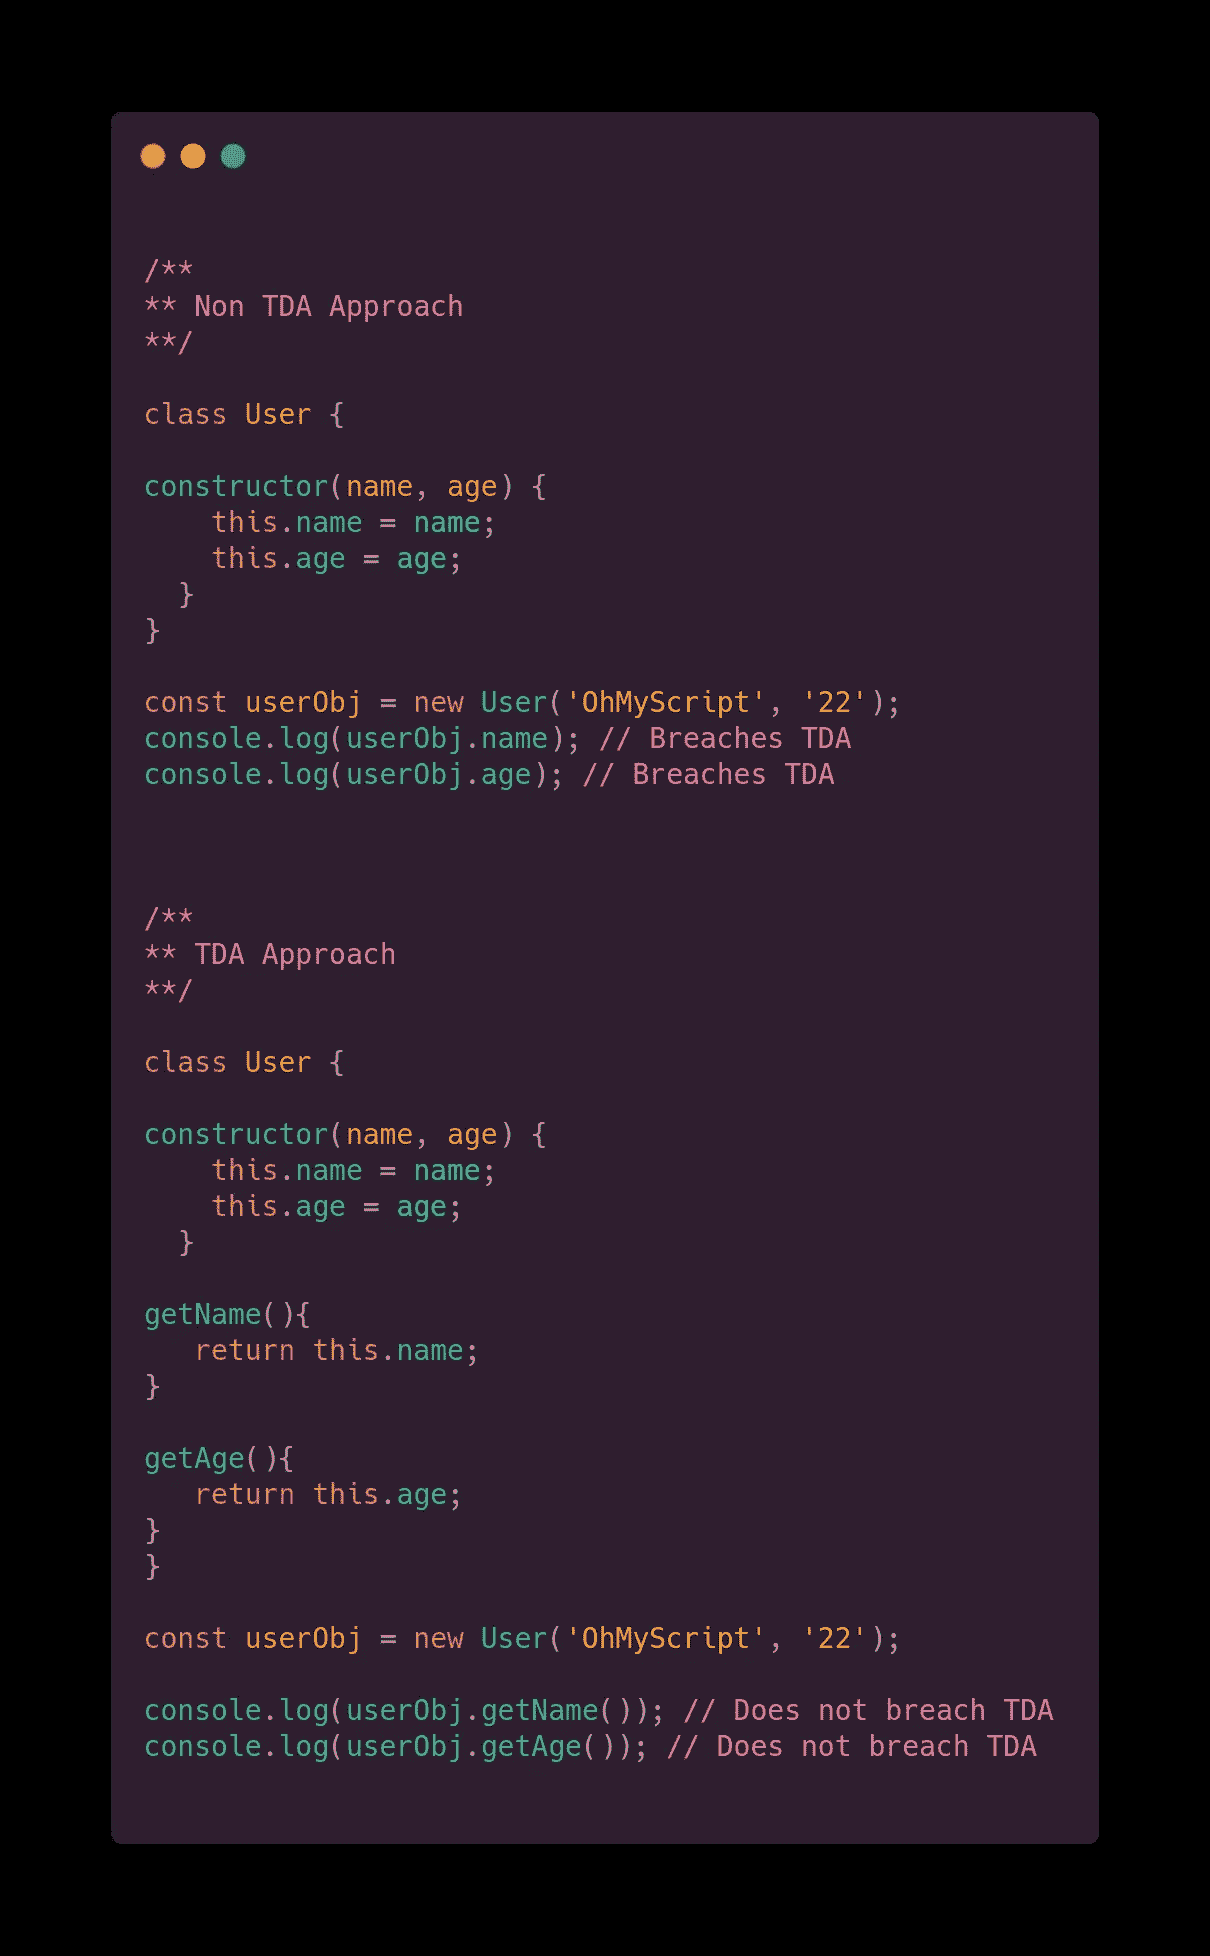 /**
** Non TDA Approach
**/
class User {
constructor(name, age) {
    this.name = name;
    this.age = age;
  }
}
const userObj = new User('OhMyScript', '22');
console.log(userObj.name); // Breaches TDA
console.log(userObj.age); // Breaches TDA
/**
** TDA Approach
**/
class User {
constructor(name, age) {
    this.name = name;
    this.age = age;
  }
getName(){
   return this.name;
}
getAge(){
   return this.age;
}
}
const userObj = new User('OhMyScript', '22');
console.log(userObj.getName()); // Does not breach TDA
console.log(userObj.getAge()); // Does not breach TDA